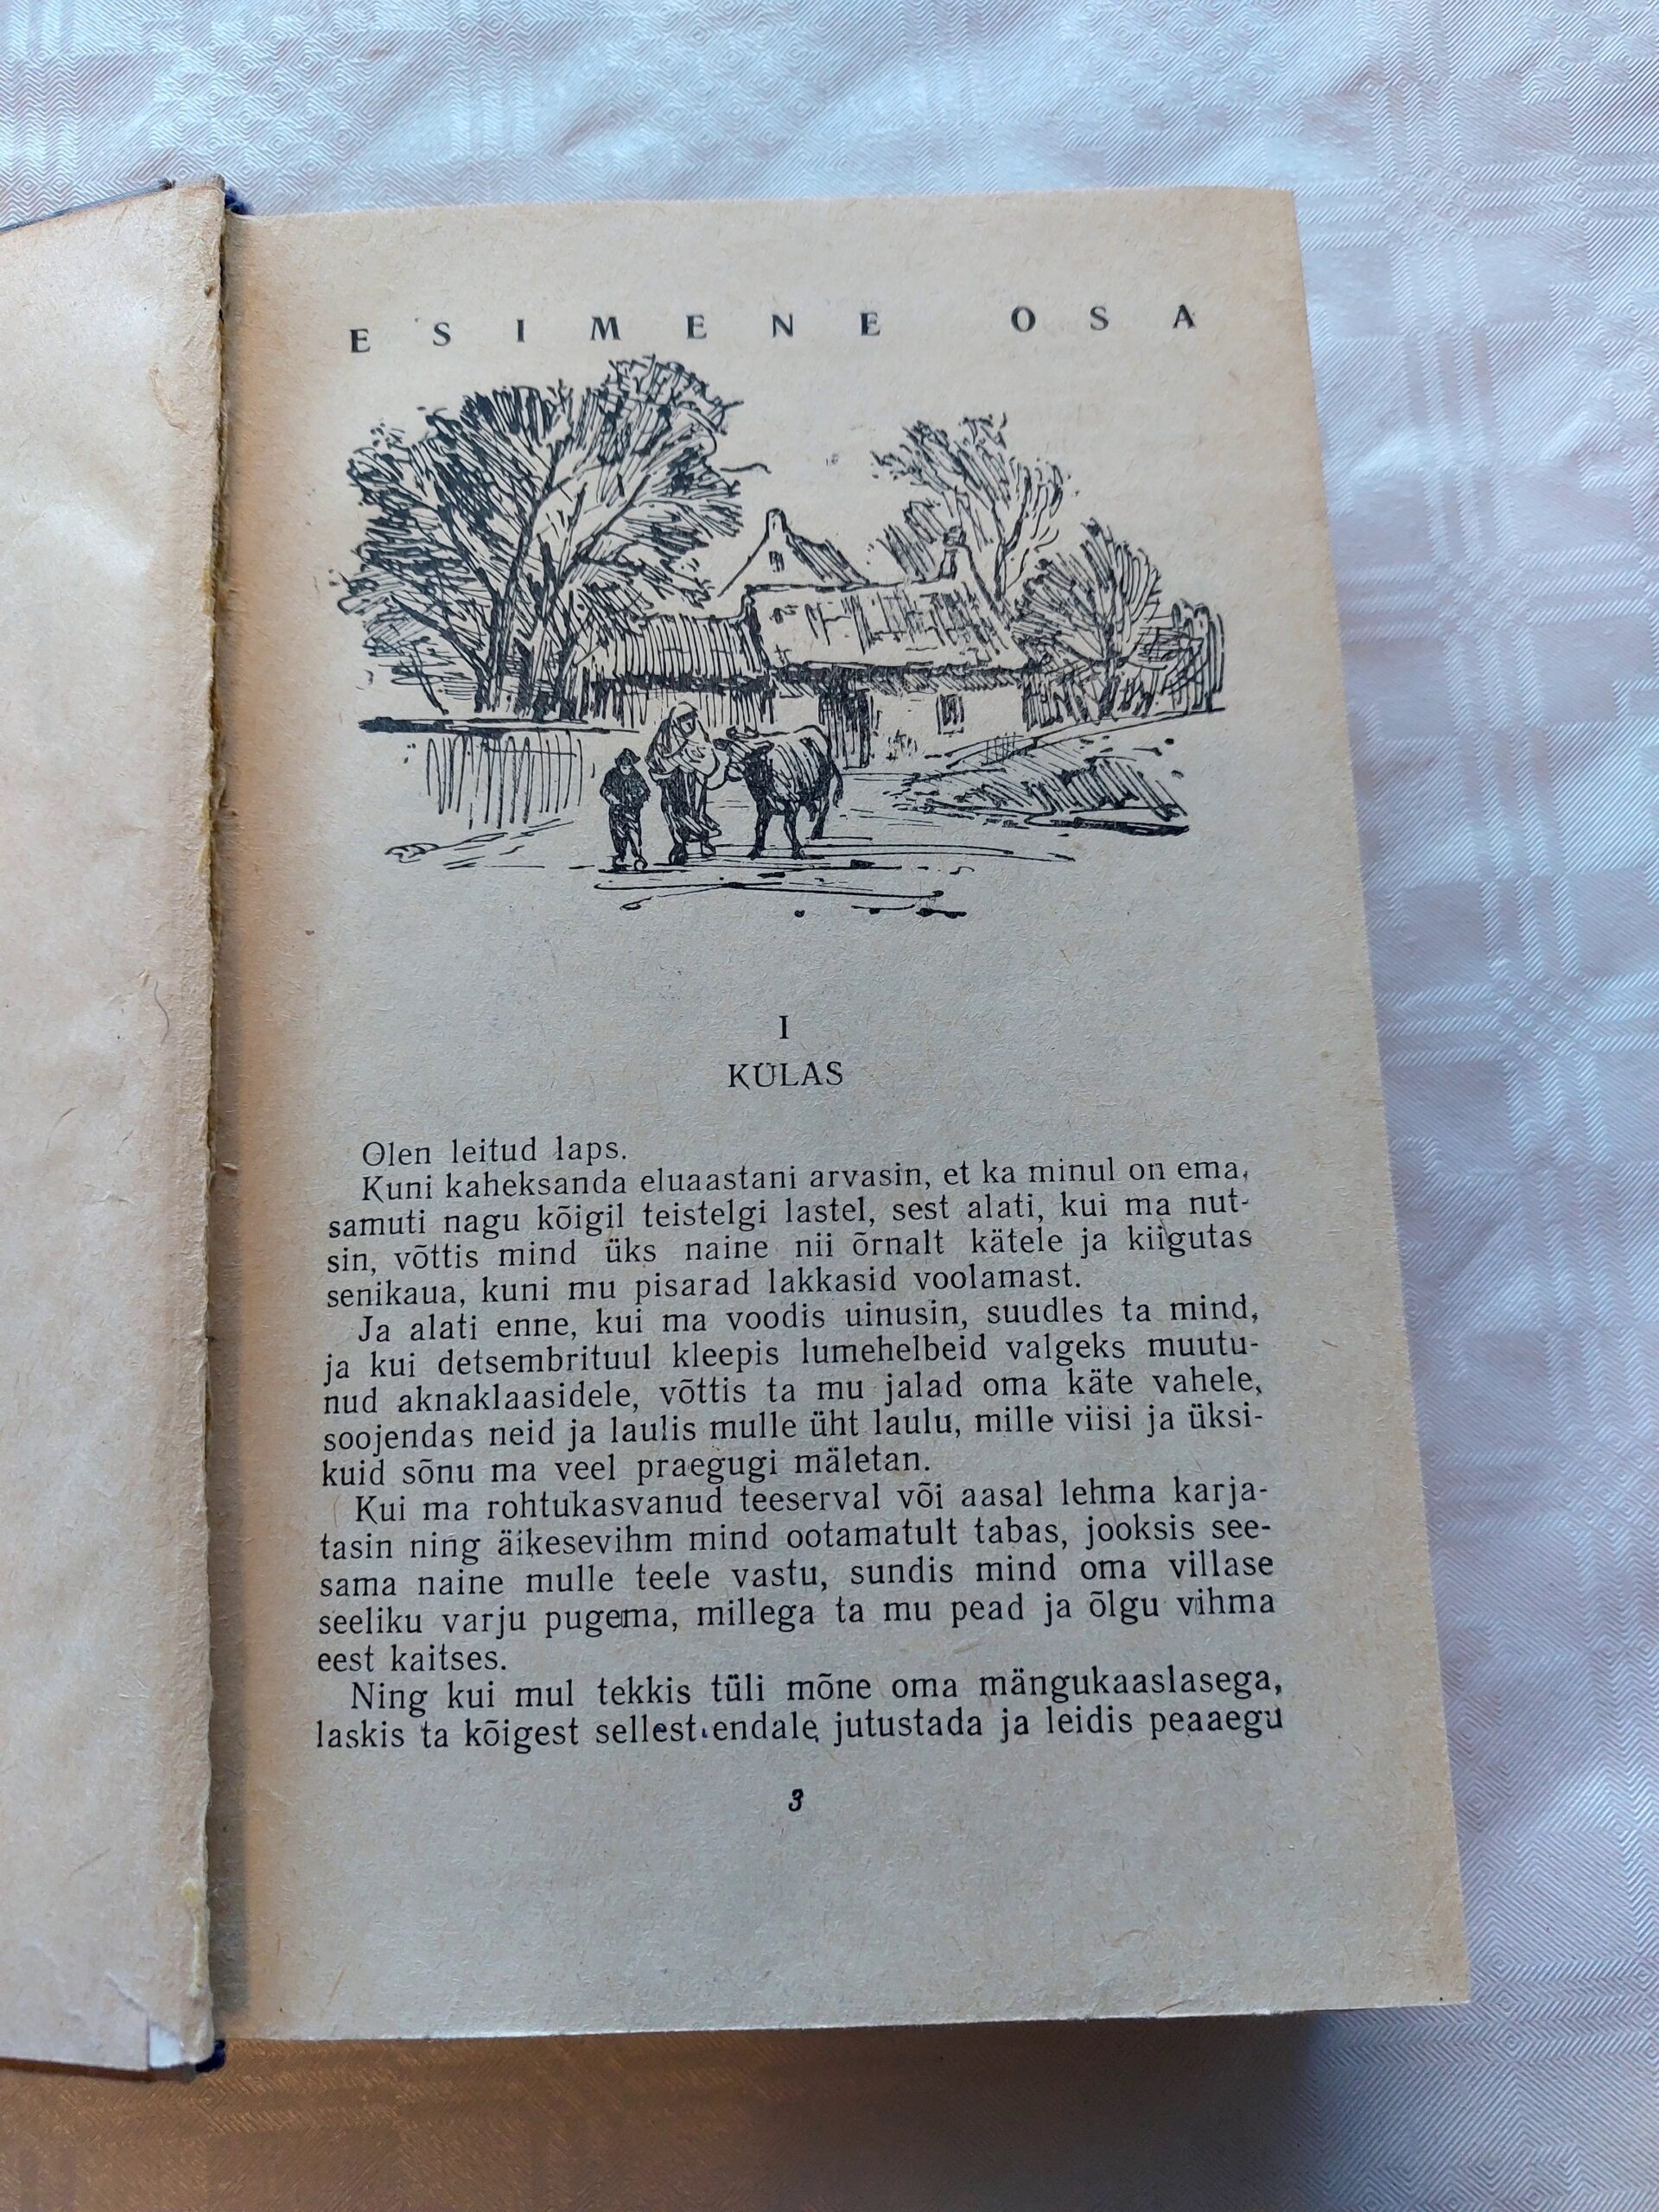 ESIMENE OSA
I
KÜLAS
Olen leitud laps.
Kuni kaheksanda eluaastani arvasin, et ka minul on ema,
samuti nagu kõigil teistelgi lastel, sest alati, kui ma nut-
sin, võttis mind üks naine nii õrnalt kätele ja kiigutas
senikaua, kuni mu pisarad lakkasid voolamast.
Ja alati enne, kui ma voodis uinusin, suudles ta mind,
ja kui detsembrituul kleepis lumehelbeid valgeks muutu-
nud aknaklaasidele, võttis ta mu jalad oma käte vahele,
soojendas neid ja laulis mulle üht laulu, mille viisi ja üksi-
kuid sõnu ma veel praegugi mäletan.
Kui ma rohtukasvanud teeserval või aasal lehma karja-
tasin ning äikesevihm mind ootamatult tabas, jooksis see-
sama naine mulle teele vastu, sundis mind oma villase
seeliku varju pugema, millega ta mu pead ja õlgu vihma
eest kaitses.
Ning kui mul tekkis tüli mõne oma mängukaaslasega,
laskis ta kõigest sellest endale jutustada ja leidis peaaegu
3